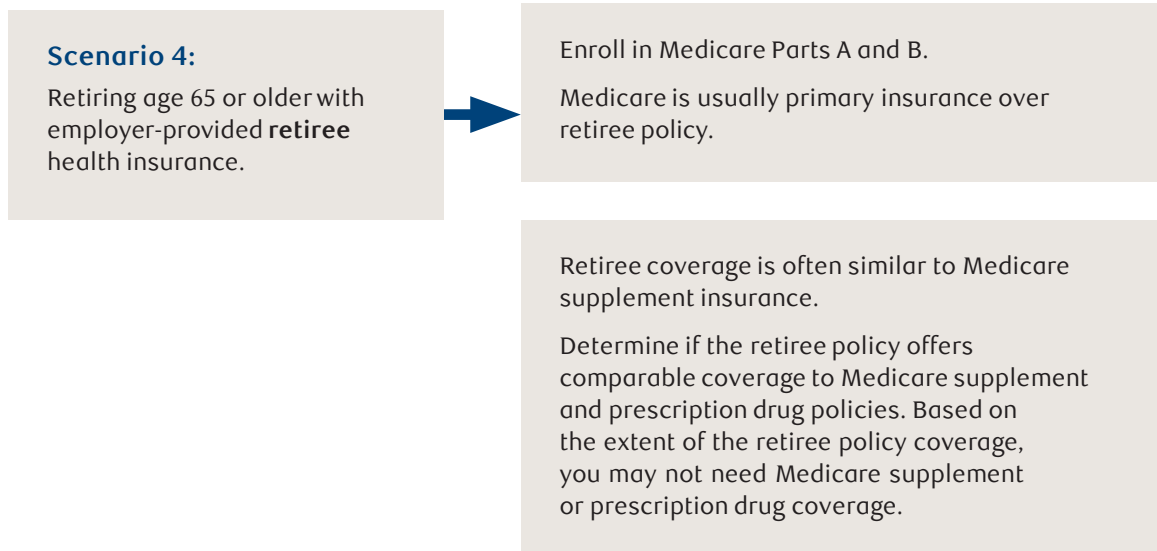 Scenario 4:
Retiring age 65 or older with
employer-provided retiree
health insurance.
Enroll in Medicare Parts A and B.
Medicare is usually primary insurance over
retiree policy.
Retiree coverage is often similar to Medicare
supplement insurance.
Determine if the retiree policy offers
comparable coverage to Medicare supplement
and prescription drug policies. Based on
the extent of the retiree policy coverage,
you may not need Medicare supplement
or prescription drug coverage.